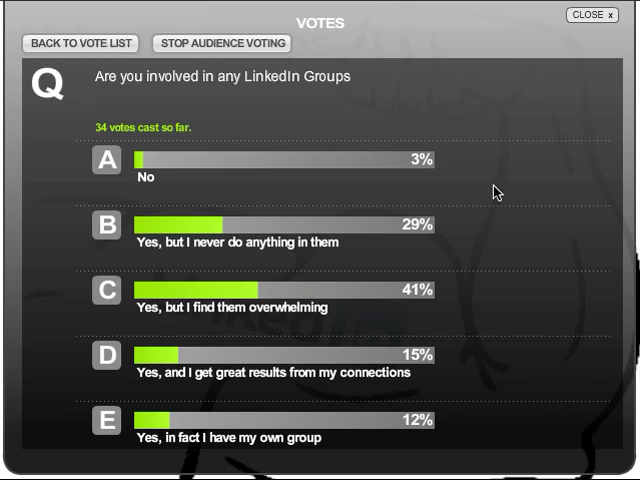 VOTES
CLOSE x
BACK TO VOTE LIST
STOP AUDIENCE VOTING
Q
Are you involved in any LinkedIn Groups
34 votes cast so far.
A
3%
No
B
29%
Yes, but I never do anything in them
C
41%
Yes, but I find them overwhelming
D
15%
Yes, and I get great results from my connections
E
12%
Yes, in fact I have my own group